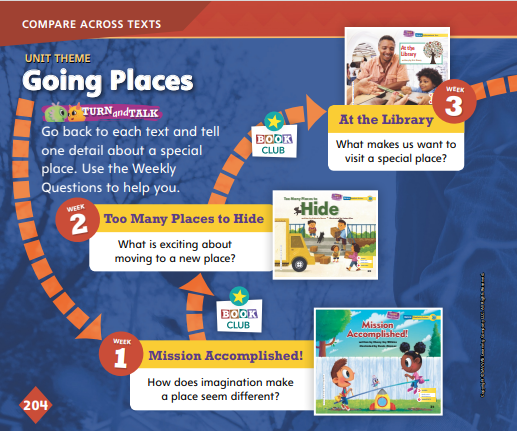 COMPARE ACROSS TEXTS
UNIT THEME
Going Places
TURN and TALK
Go back to each text and tell
one detail about a special
place. Use the Weekly
Questions to help you.
At the
Library
WEEK
3
At the Library
What makes us want to
visit a special place?
BOOK
CLUB
WEEK
2
Too Many Places to Hide
What is exciting about
moving to a new place?
Too Many Places to
Hide
BOOK
CLUB
WEEK
1
Mission Accomplished!
How does imagination make
a place seem different?
Mission
Accomplished!
204